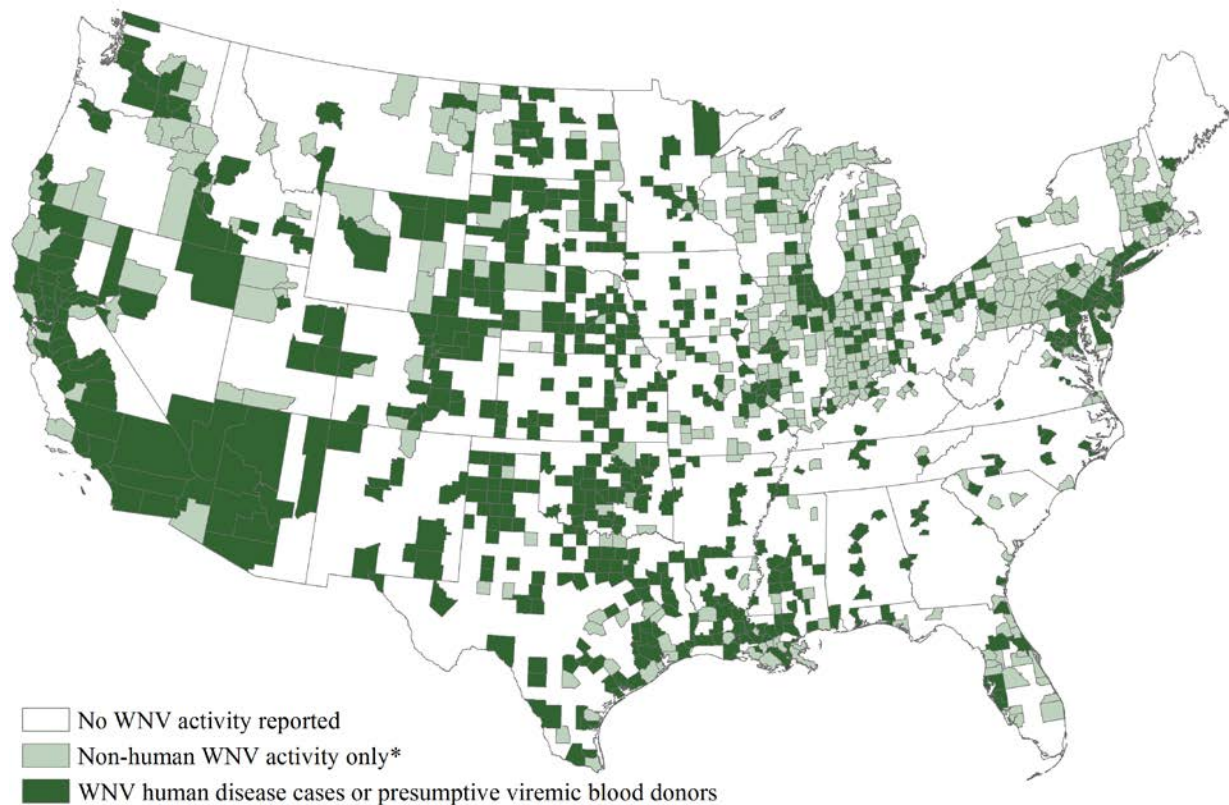 No WNV activity reported
Non-human WNV activity only*
WNV human disease cases or presumptive viremic blood donors